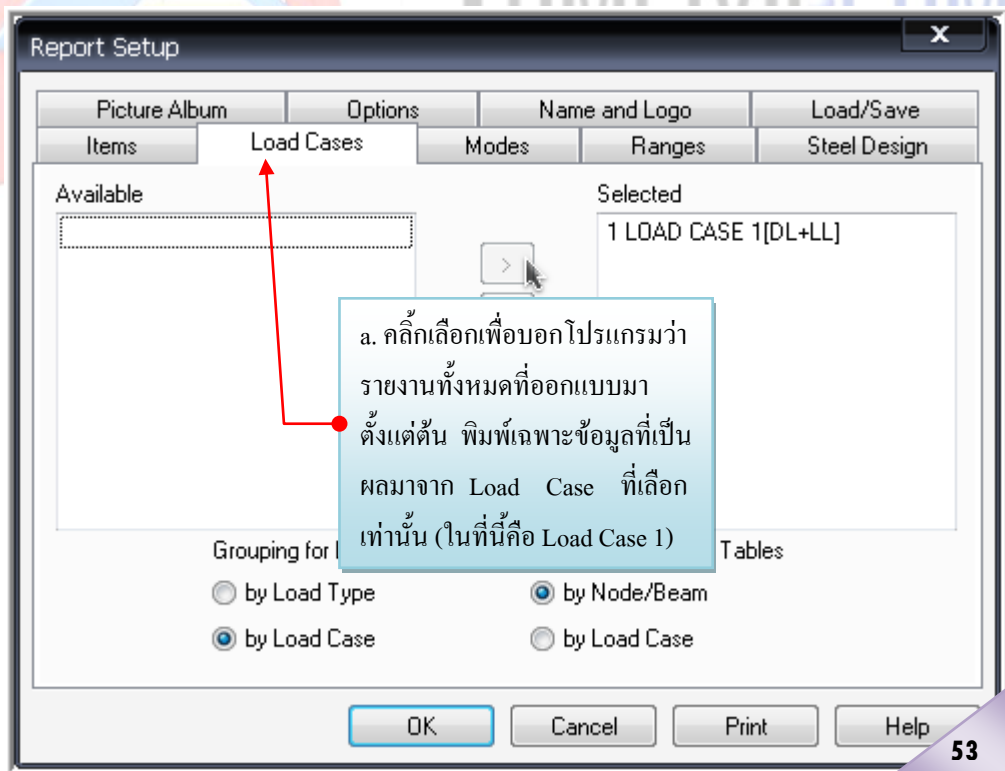 Report Setup
x
Picture Album Options Name and Logo Load/Save
Items Load Cases Modes Ranges Steel Design
Available Selected
1 LOAD CASE 1[DL+LL]
>
a. คลิ๊กเลือกเพื่อบอกโปรแกรมว่า
รายงานทั้งหมดที่ออกแบบมา
ตั้งแต่ต้น พิมพ์เฉพาะข้อมูลที่เป็น
ผลมาจาก Load Case ที่เลือก
เท่านั้น (ในที่นี้คือ Load Case 1)
Grouping for Tables
by Load Type by Node/Beam
by Load Case by Load Case
OK Cancel Print Help
53